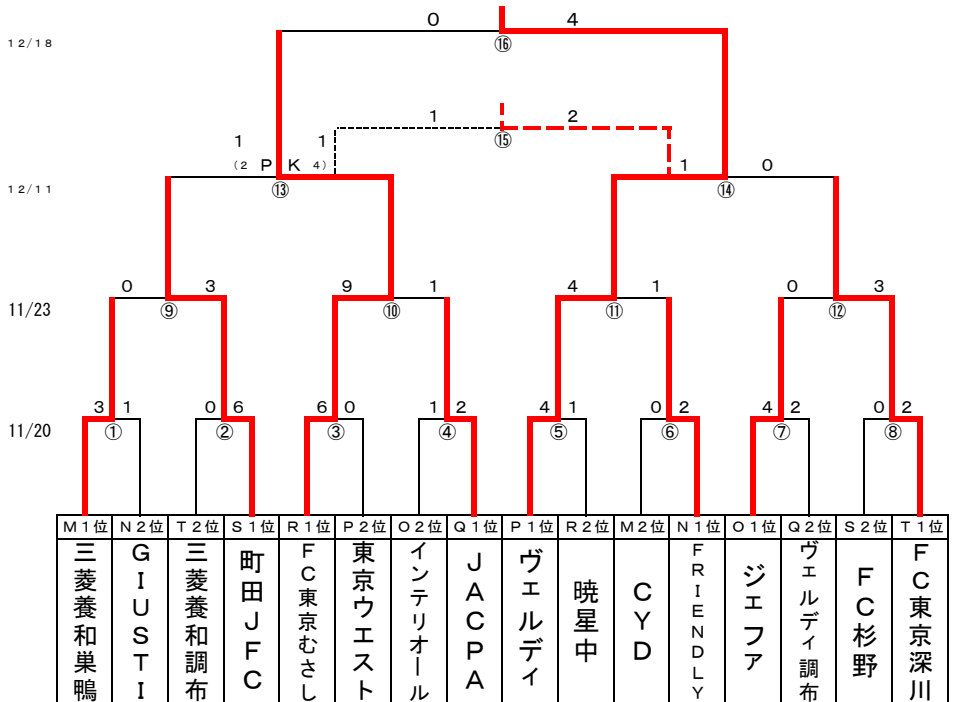 0 4
12/18
⑯
1 2
⑮
1 1 1 0
(2 PK 4)
12/11
⑬ ⑭
0 3 9 1 4 1 0 3
11/23
⑨ ⑩ ⑪ ⑫
3 1 0 6 6 0 1 2 4 1 0 2 4 2 0 2
11/20
① ② ③ ④ ⑤ ⑥ ⑦ ⑧
M1位 N2位 T2位 S1位 R1位 P2位 O2位 Q1位 P1位 R2位 M2位 N1位 O1位 Q2位 S2位 T1位
三菱養和巣鴨
GIUSTI
三菱養和調布
町田JFC
FC東京むさし
東京ウエスト
インテリオール
JACPA
ヴェルディ
暁星中
CYD
FRIENDLY
ジェファ
ヴェルディ調布
FC杉野
FC東京深川